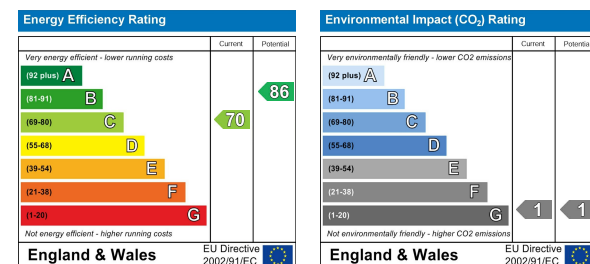 Energy Efficiency Rating
Current Potential
Very energy efficient - lower running costs
(92 plus) A
(81-91) B
86
(69-80) C
70
(55-68) D
(39-54) E
(21-38) F
(1-20) G
Not energy efficient - higher running costs
England & Wales
EU Directive
2002/91/EC
Environmental Impact (CO₂) Rating
Current Potentia
Very environmentally friendly - lower CO2 emissions
(92 plus) A
(81-91) B
(69-80) C
(55-68) D
(39-54) E
(21-38) F
(1-20) G
1 1
Not environmentally friendly - higher CO2 emissions
England & Wales
EU Directive
2002/91/EC